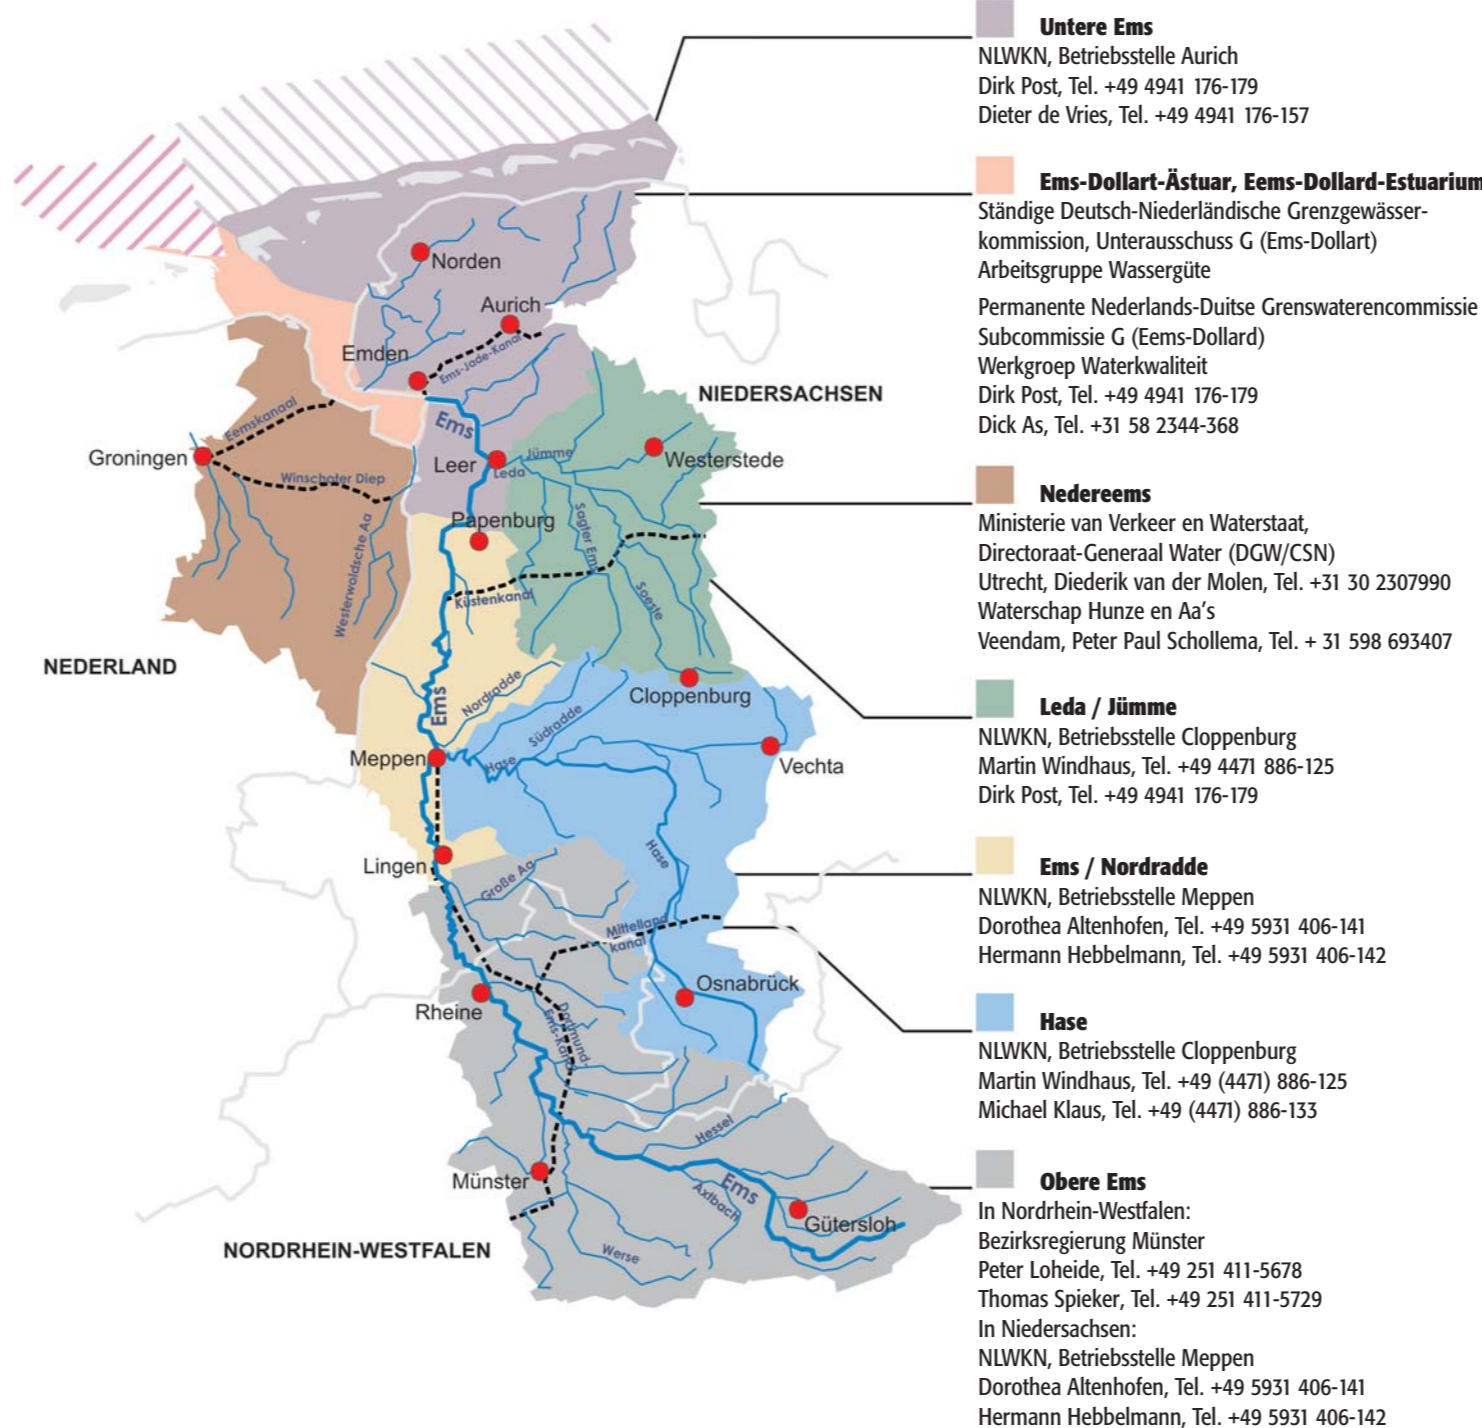 Norden
Aurich
Emden
Ems-Jade-Kanal
NIEDERSACHSEN
Eemskanaal
Ems
Groningen
Leer
Jümme
Leda
Westerstede
Winschoter Diep
Papenburg
Sagter Ems
Westerwoldsche Aa
Küstenkanal
Soeste
NEDERLAND
Ems
Nordradde
Cloppenburg
Südradde
Meppen
Hase
Vechta
Lingen
Große Aa
Hase
Mittelland
kanal
Osnabrück
Rheine
Dortmund-
Ems-Kanal
Hessel
Münster
Ems
Axtbach
Gütersloh
NORDRHEIN-WESTFALEN
Werse
Untere Ems
NLWKN, Betriebsstelle Aurich
Dirk Post, Tel. +49 4941 176-179
Dieter de Vries, Tel. +49 4941 176-157
Ems-Dollart-Ästuar, Eems-Dollard-Estuarium
Ständige Deutsch-Niederländische Grenzgewässer-
kommission, Unterausschuss G (Ems-Dollart)
Arbeitsgruppe Wassergüte
Permanente Nederlands-Duitse Grenswaterencommissie
Subcommissie G (Eems-Dollard)
Werkgroep Waterkwaliteit
Dirk Post, Tel. +49 4941 176-179
Dick As, Tel. +31 58 2344-368
Nedereems
Ministerie van Verkeer en Waterstaat,
Directoraat-Generaal Water (DGW/CSN)
Utrecht, Diederik van der Molen, Tel. +31 30 2307990
Waterschap Hunze en Aa's
Veendam, Peter Paul Schollema, Tel. + 31 598 693407
Leda / Jümme
NLWKN, Betriebsstelle Cloppenburg
Martin Windhaus, Tel. +49 4471 886-125
Dirk Post, Tel. +49 4941 176-179
Ems / Nordradde
NLWKN, Betriebsstelle Meppen
Dorothea Altenhofen, Tel. +49 5931 406-141
Hermann Hebbelmann, Tel. +49 5931 406-142
Hase
NLWKN, Betriebsstelle Cloppenburg
Martin Windhaus, Tel. +49 (4471) 886-125
Michael Klaus, Tel. +49 (4471) 886-133
Obere Ems
In Nordrhein-Westfalen:
Bezirksregierung Münster
Peter Loheide, Tel. +49 251 411-5678
Thomas Spieker, Tel. +49 251 411-5729
In Niedersachsen:
NLWKN, Betriebsstelle Meppen
Dorothea Altenhofen, Tel. +49 5931 406-141
Hermann Hebbelmann, Tel. +49 5931 406-142